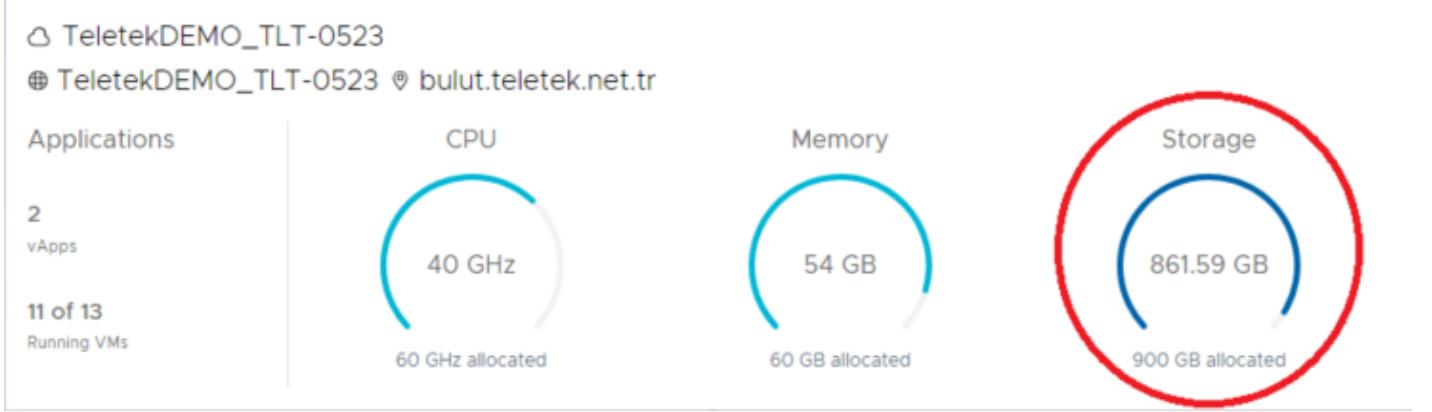 TeletekDEMO_TLT-0523
TeletekDEMO_TLT-0523 bulut.teletek.net.tr
Applications
2
vApps
11 of 13
Running VMs
CPU
40 GHz
60 GHz allocated
Memory
54 GB
60 GB allocated
Storage
861.59 GB
900 GB allocated